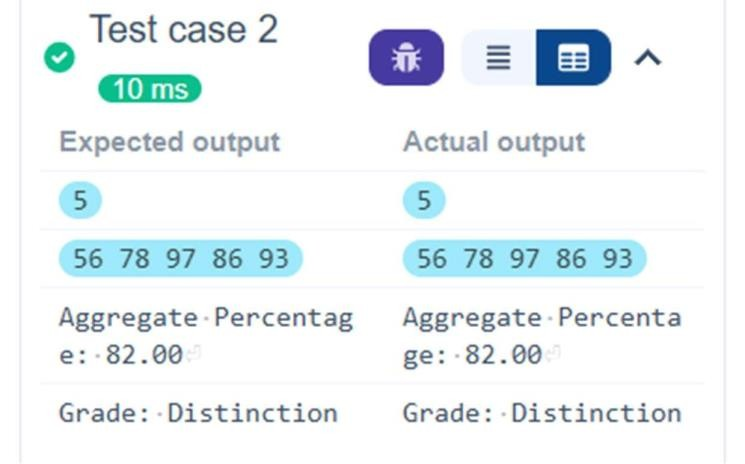 Test case 2
10 ms
Expected output Actual output
5 5
56 78 97 86 93 56 78 97 86 93
Aggregate·Percentag Aggregate·Percenta
e:·82.00⏎ ge:·82.00⏎
Grade:·Distinction Grade:·Distinction